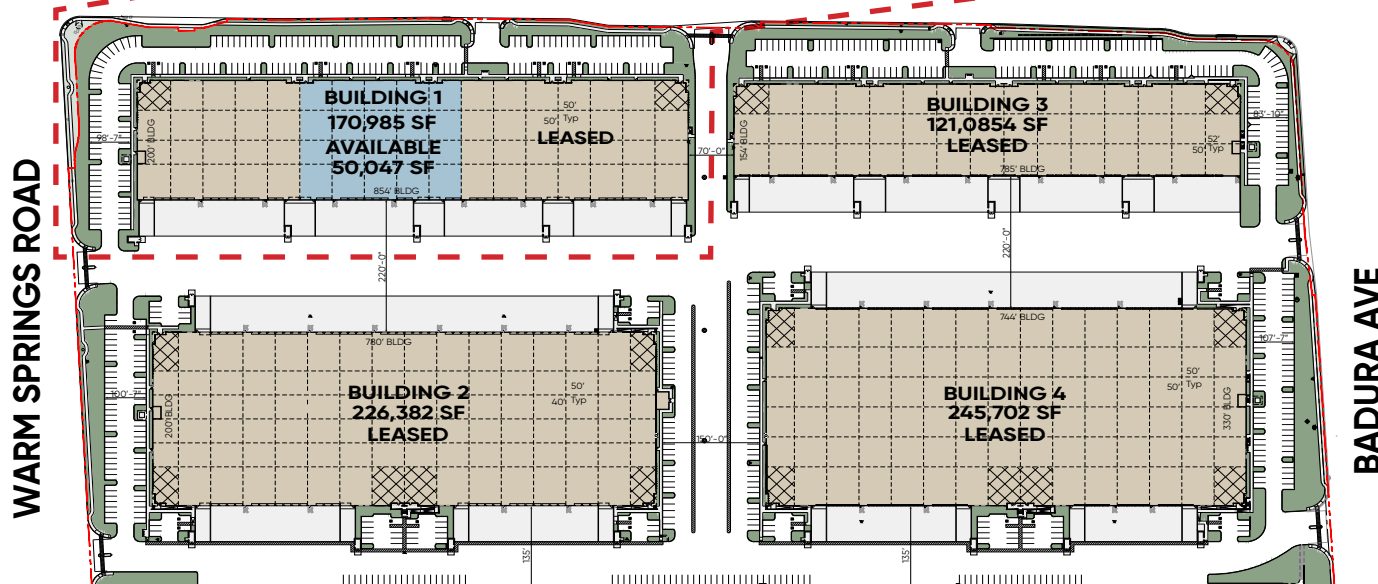 WARM SPRINGS ROAD
BUILDING 1
170,985 SF
AVAILABLE
50,047 SF
50'
50' Typ
LEASED
98'-7"
200' BLDG
854' BLDG
70'-0"
BUILDING 3
121,0854 SF
LEASED
154' BLDG
785' BLDG
52'
50' Typ
83'-10"
220'-0"
220'-0"
780' BLDG
BUILDING 2
226,382 SF
LEASED
50'
40' Typ
100'-7"
200' BLDG
150'-0"
744' BLDG
BUILDING 4
245,702 SF
LEASED
50'
50' Typ
330' BLDG
107'-7"
135'
135'
BADURA AVE